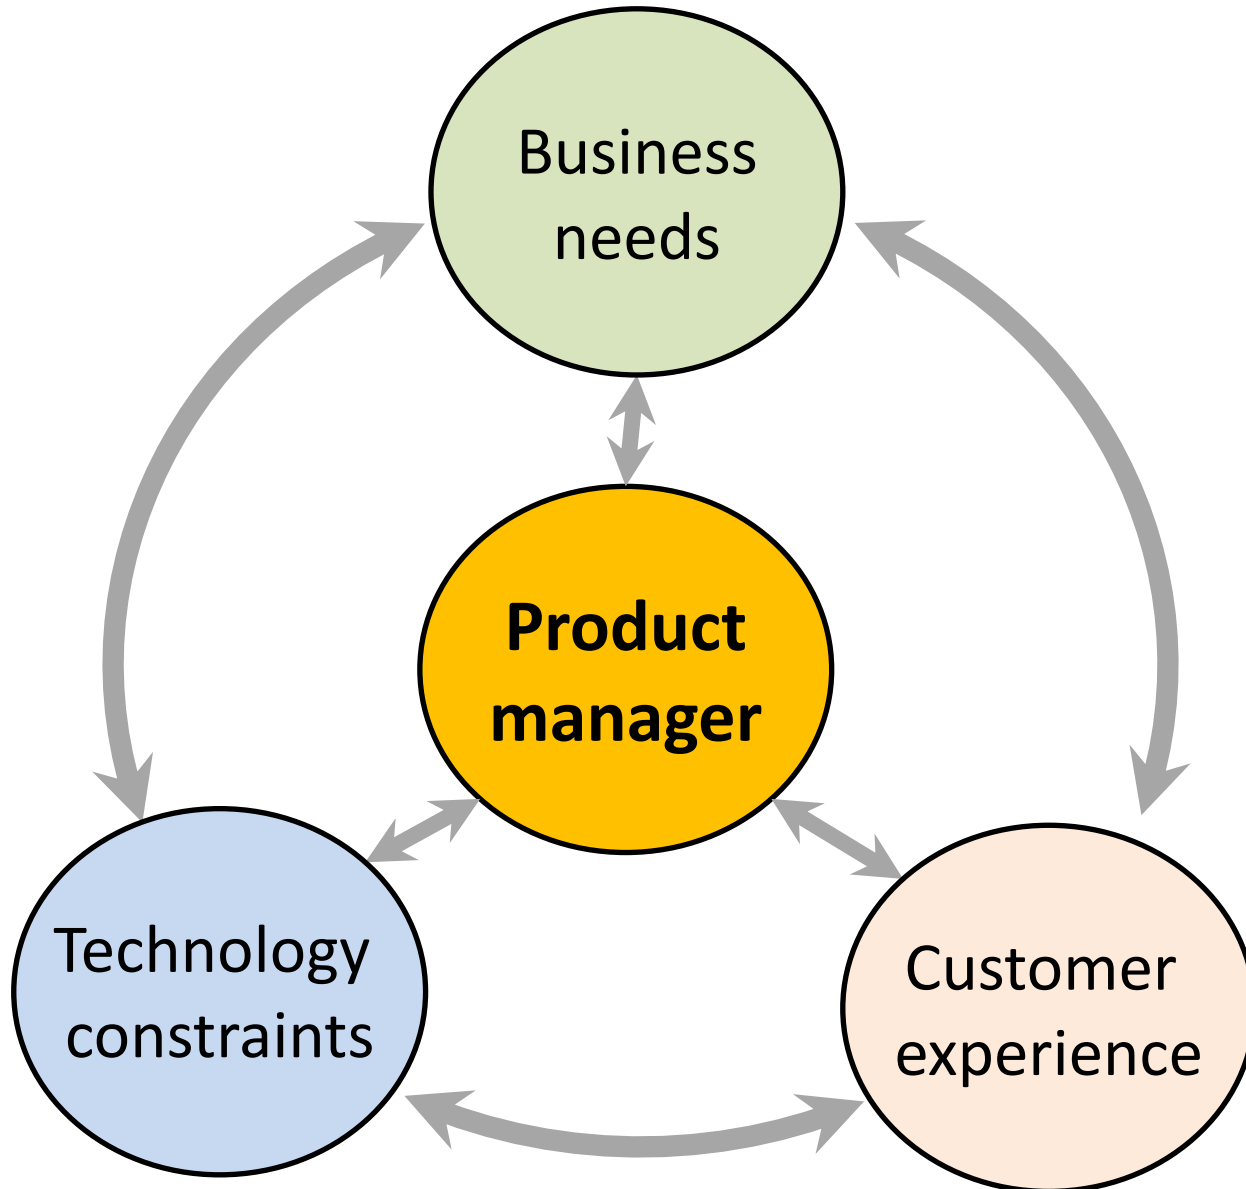 Business
needs
Product
manager
Technology
constraints
Customer
experience